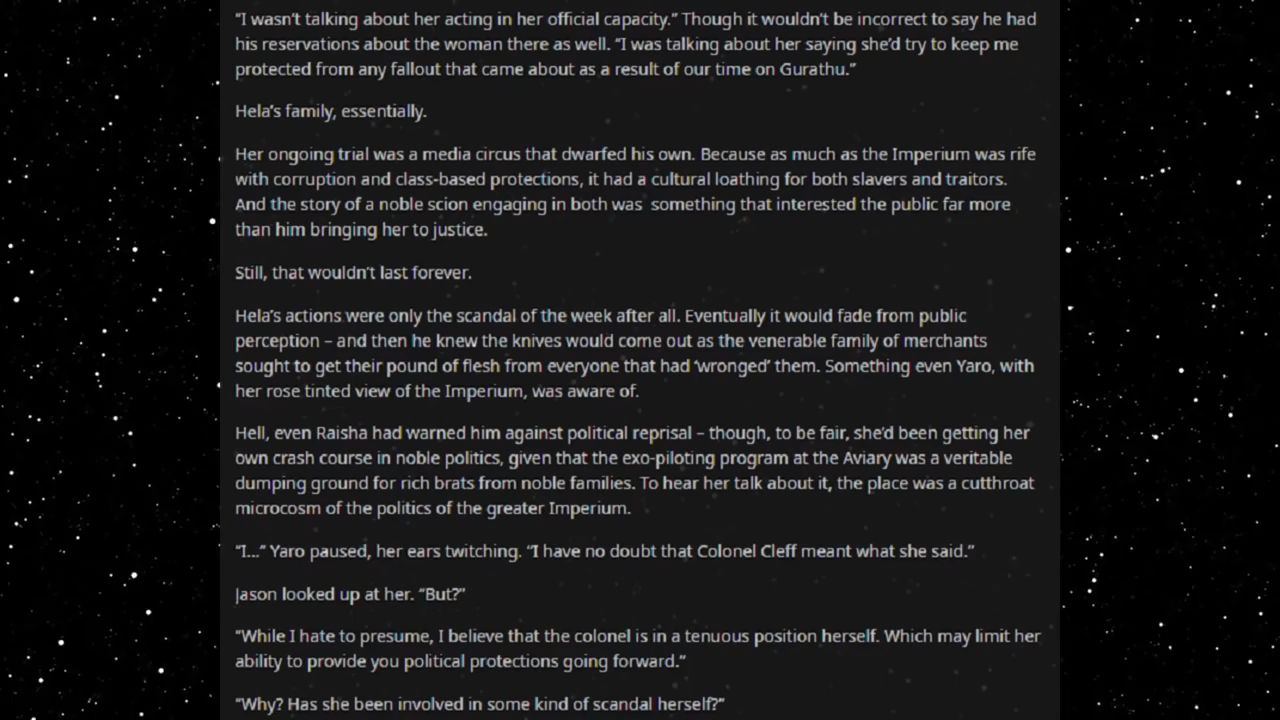 “I wasn’t talking about her acting in her official capacity.” Though it wouldn’t be incorrect to say he had
his reservations about the woman there as well. “I was talking about her saying she’d try to keep me
protected from any fallout that came about as a result of our time on Gurathu.”
Hela’s family, essentially.
Her ongoing trial was a media circus that dwarfed his own. Because as much as the Imperium was rife
with corruption and class-based protections, it had a cultural loathing for both slavers and traitors.
And the story of a noble scion engaging in both was something that interested the public far more
than him bringing her to justice.
Still, that wouldn’t last forever.
Hela’s actions were only the scandal of the week after all. Eventually it would fade from public
perception – and then he knew the knives would come out as the venerable family of merchants
sought to get their pound of flesh from everyone that had ‘wronged’ them. Something even Yaro, with
her rose tinted view of the Imperium, was aware of.
Hell, even Raisha had warned him against political reprisal – though, to be fair, she’d been getting her
own crash course in noble politics, given that the exo-piloting program at the Aviary was a veritable
dumping ground for rich brats from noble families. To hear her talk about it, the place was a cutthroat
microcosm of the politics of the greater Imperium.
“I…” Yaro paused, her ears twitching. “I have no doubt that Colonel Cleff meant what she said.”
Jason looked up at her. “But?”
“While I hate to presume, I believe that the colonel is in a tenuous position herself. Which may limit her
ability to provide you political protections going forward.”
“Why? Has she been involved in some kind of scandal herself?”